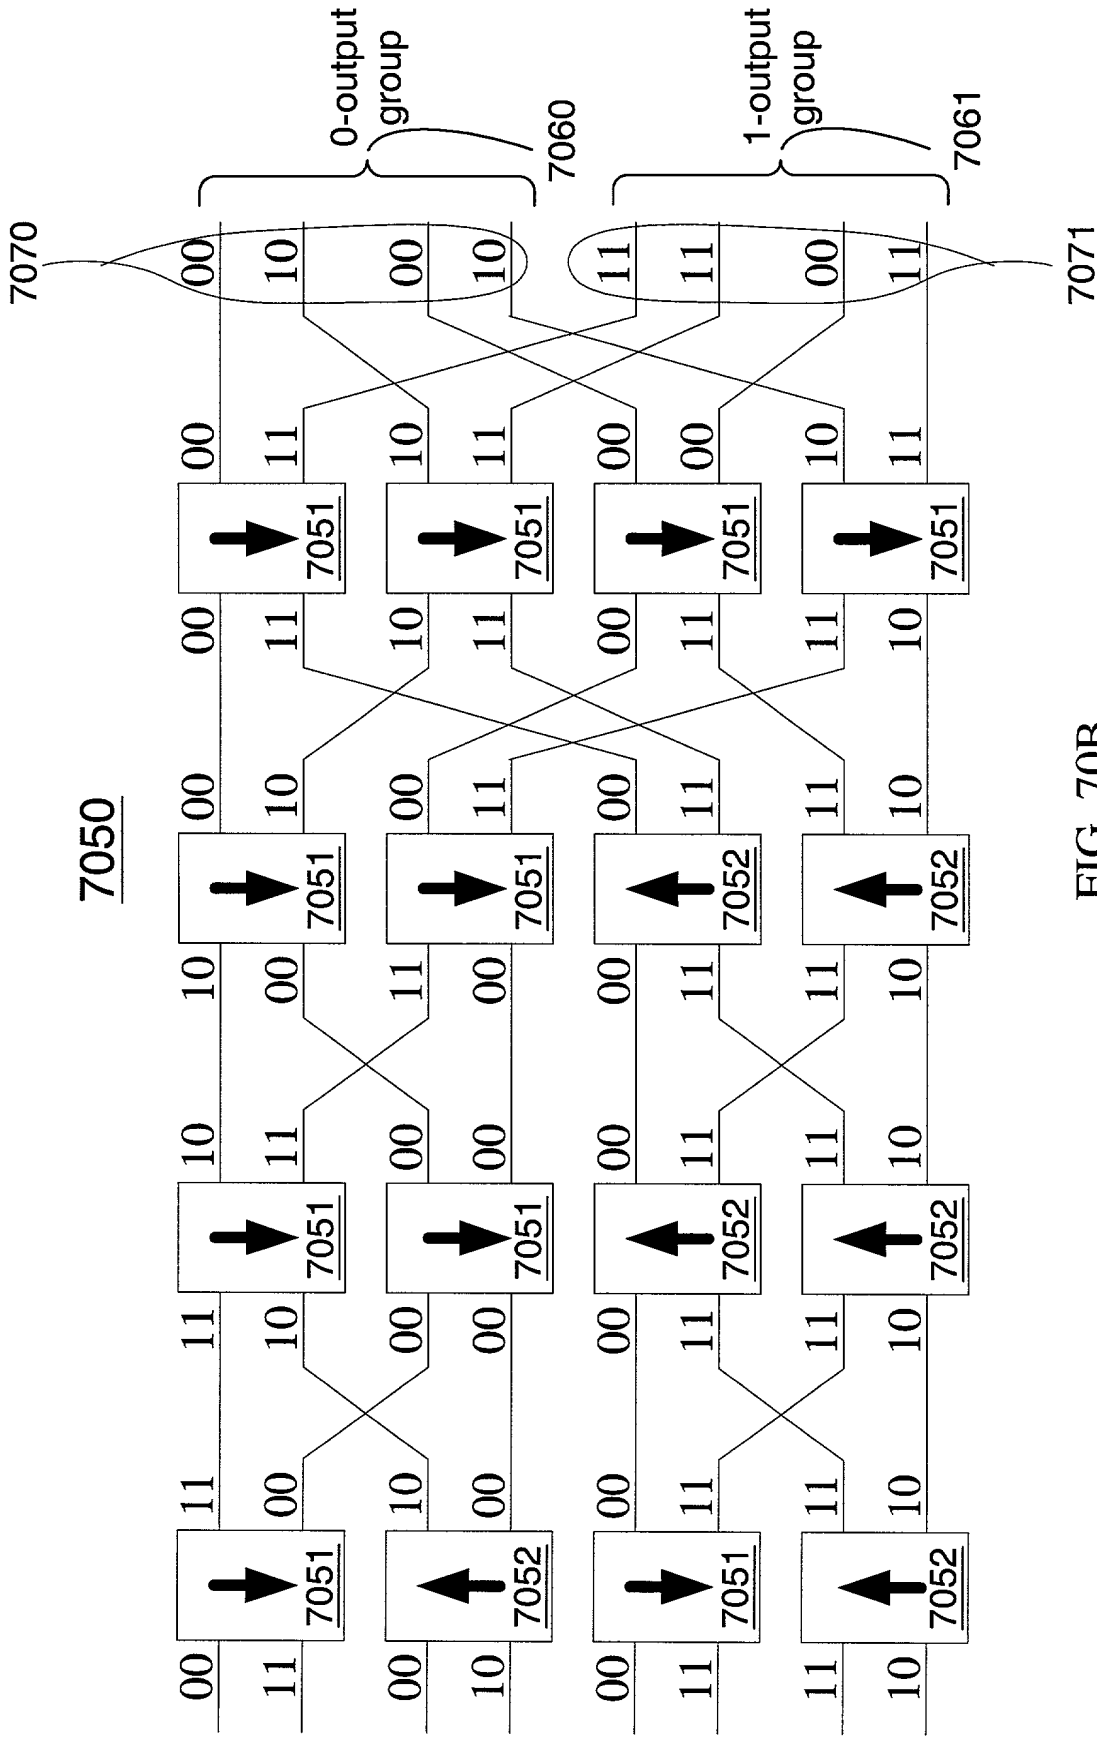 7070
7050
00 11 11 10 10 00 00 00 00
11 00 10 11 00 10 11 11 10
7051 7051 7051 7051
0-output
group
00 10 00 00 11 00 10 10 00
10 00 00 00 00 11 11 11 10
7052 7051 7051 7051
7060
00 00 00 00 00 00 00 00 11
11 11 11 11 11 11 11 00 11
7051 7052 7052 7051
1-output
group
11 11 11 11 11 11 11 10 00
10 10 10 10 10 10 10 11 11
7052 7052 7052 7051
7061
7071
FIG. 70B